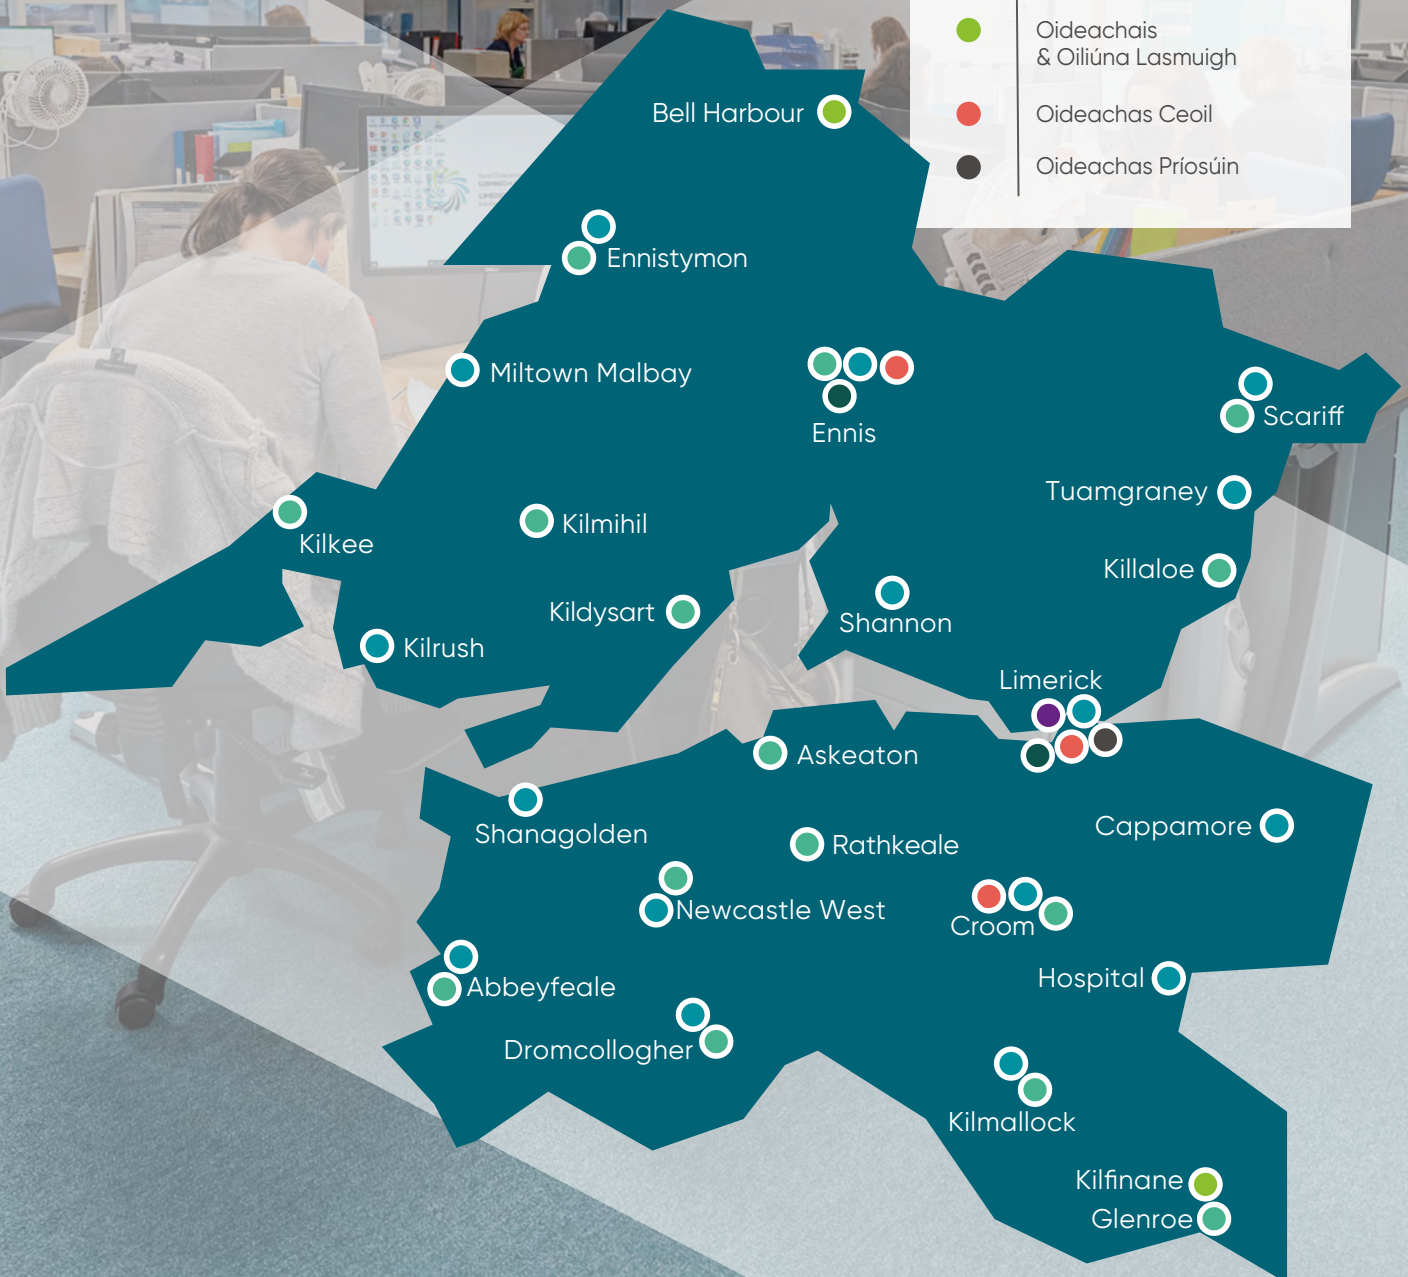 Oideachais
& Oiliúna Lasmuigh
Oideachas Ceoil
Oideachas Príosúin
Bell Harbour
Ennistymon
Miltown Malbay
Ennis
Scariff
Tuamgraney
Kilkee
Kilmihil
Killaloe
Kildysart
Shannon
Kilrush
Limerick
Askeaton
Shanagolden
Cappamore
Rathkeale
Newcastle West
Croom
Hospital
Abbeyfeale
Dromcollogher
Kilmallock
Kilfinane
Glenroe